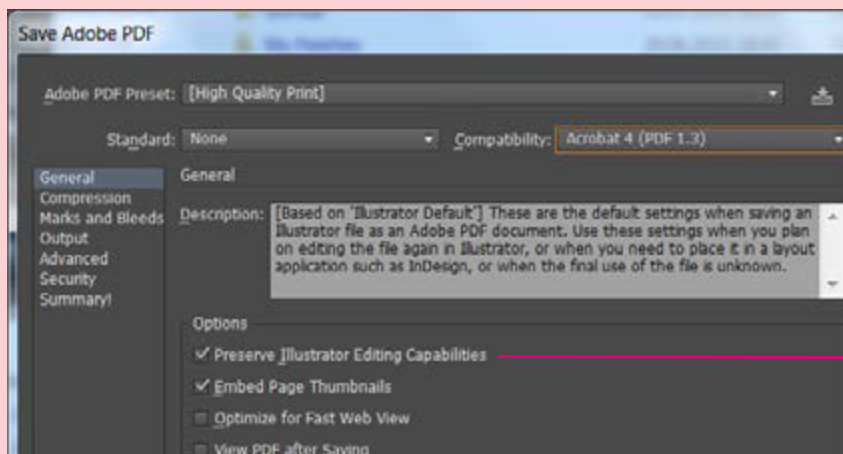 Save Adobe PDF
Adobe PDF Preset: [High Quality Print]
Standard: None Compatibility: Acrobat 4 (PDF 1.3)
General
Compression
Marks and Bleeds
Output
Advanced
Security
Summary!
General
Description: [Based on 'Illustrator Default'] These are the default settings when saving an
Illustrator file as an Adobe PDF document. Use these settings when you plan
on editing the file again in Illustrator, or when you need to place it in a layout
application such as InDesign, or when the final use of the file is unknown.
Options
Preserve Illustrator Editing Capabilities
Embed Page Thumbnails
Optimize for Fast Web View
View PDF after Saving